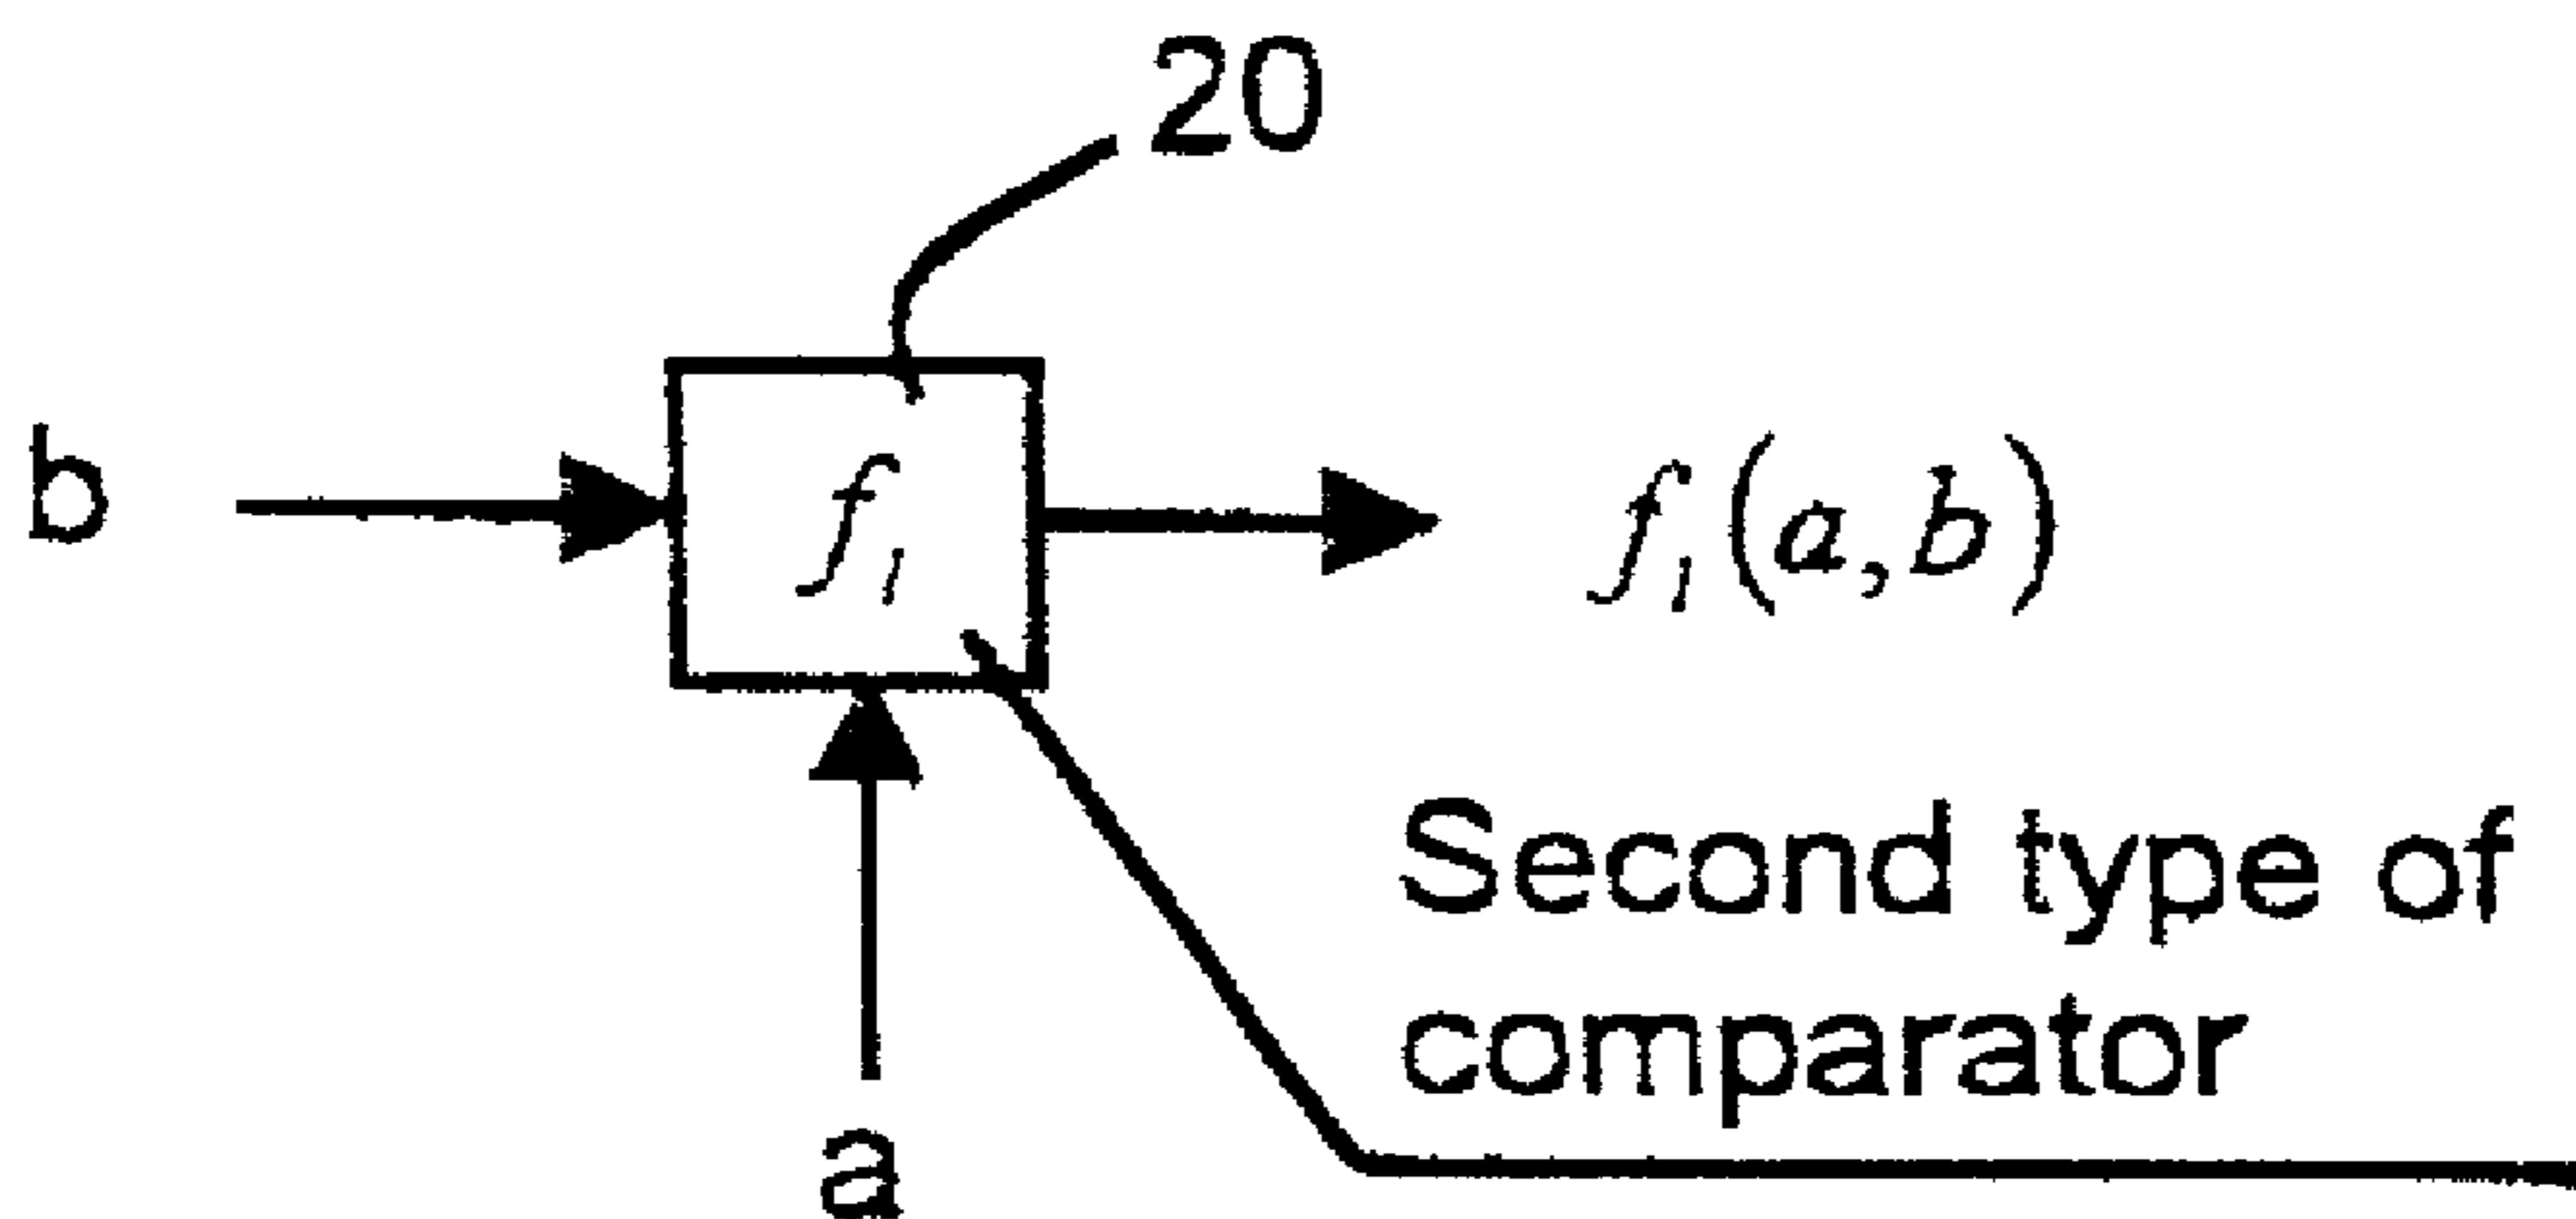 20
b
f₁
f₁(a,b)
Second type of
comparator
a